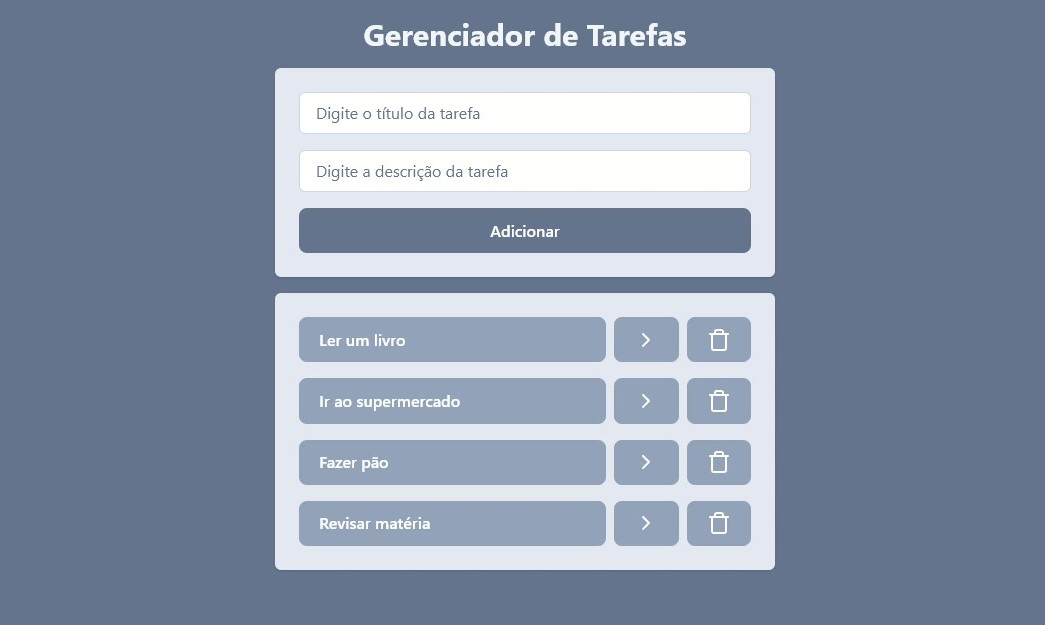 Gerenciador de Tarefas
Digite o título da tarefa
Digite a descrição da tarefa
Adicionar
Ler um livro
Ir ao supermercado
Fazer pão
Revisar matéria